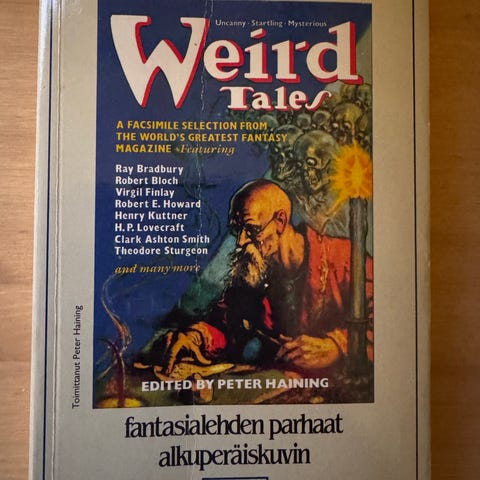 Uncanny · Startling · Mysterious
Weird
Tales
A FACSIMILE SELECTION FROM
THE WORLD'S GREATEST FANTASY
MAGAZINE - Featuring
Ray Bradbury
Robert Bloch
Virgil Finlay
Robert E. Howard
Henry Kuttner
H. P. Lovecraft
Clark Ashton Smith
Theodore Sturgeon
and many more
EDITED BY PETER HAINING
Toimittanut Peter Haining
fantasialehden parhaat
alkuperäiskuvin